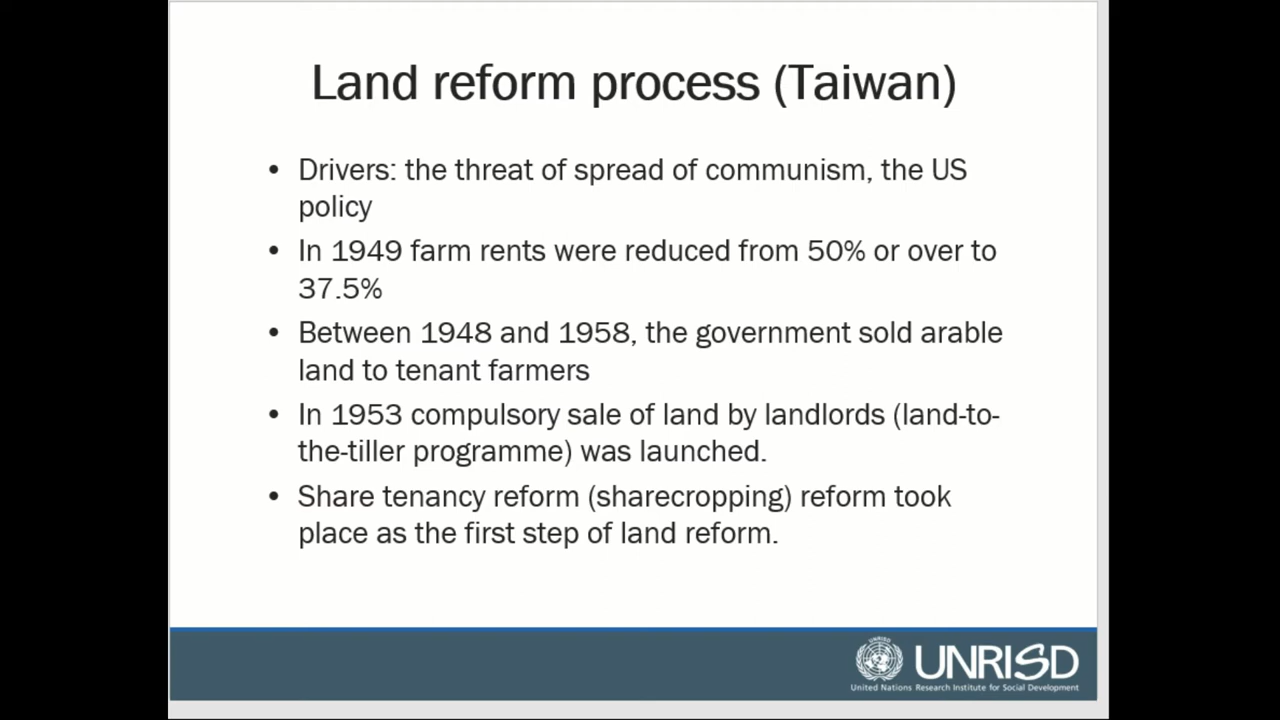 Land reform process (Taiwan)
• Drivers: the threat of spread of communism, the US
policy
• In 1949 farm rents were reduced from 50% or over to
37.5%
• Between 1948 and 1958, the government sold arable
land to tenant farmers
• In 1953 compulsory sale of land by landlords (land-to-
the-tiller programme) was launched.
• Share tenancy reform (sharecropping) reform took
place as the first step of land reform.
UNRISD
UNRISD
United Nations Research Institute for Social Development